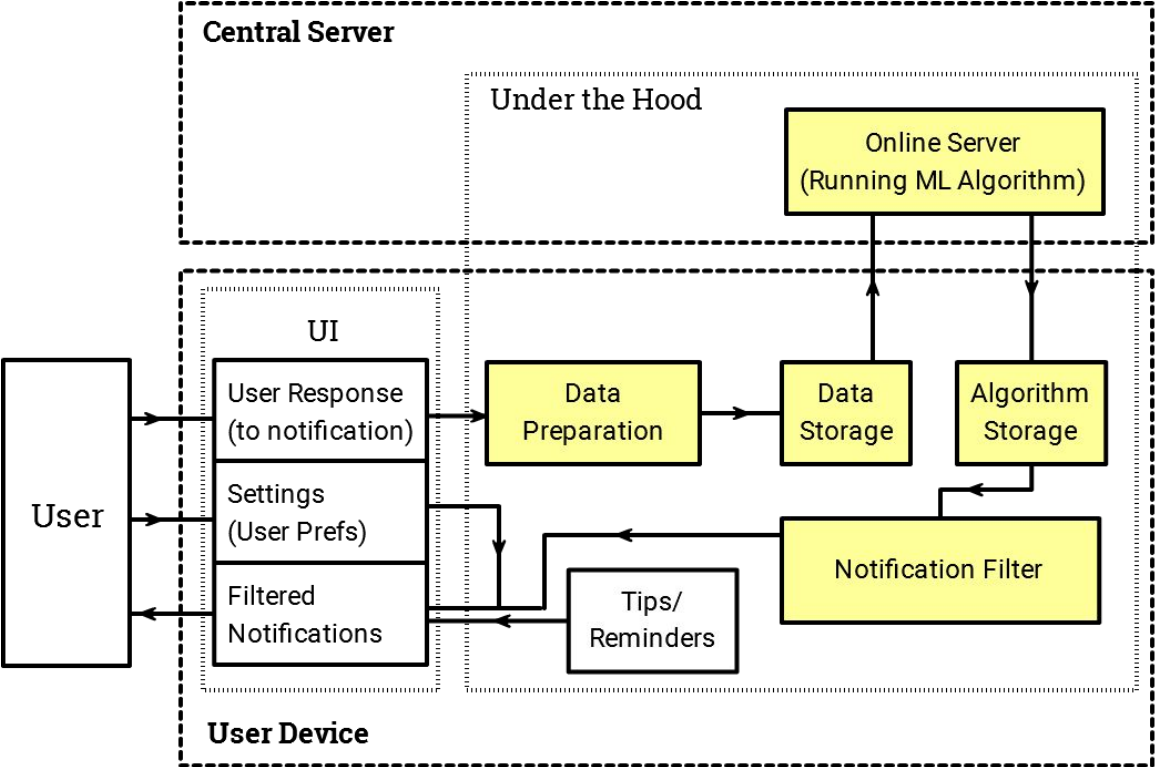 Central Server
Under the Hood
Online Server
(Running ML Algorithm)
UI
User Response
(to notification)
Data
Preparation
Data
Storage
Algorithm
Storage
User
Settings
(User Prefs)
Filtered
Notifications
Tips/
Reminders
Notification Filter
User Device